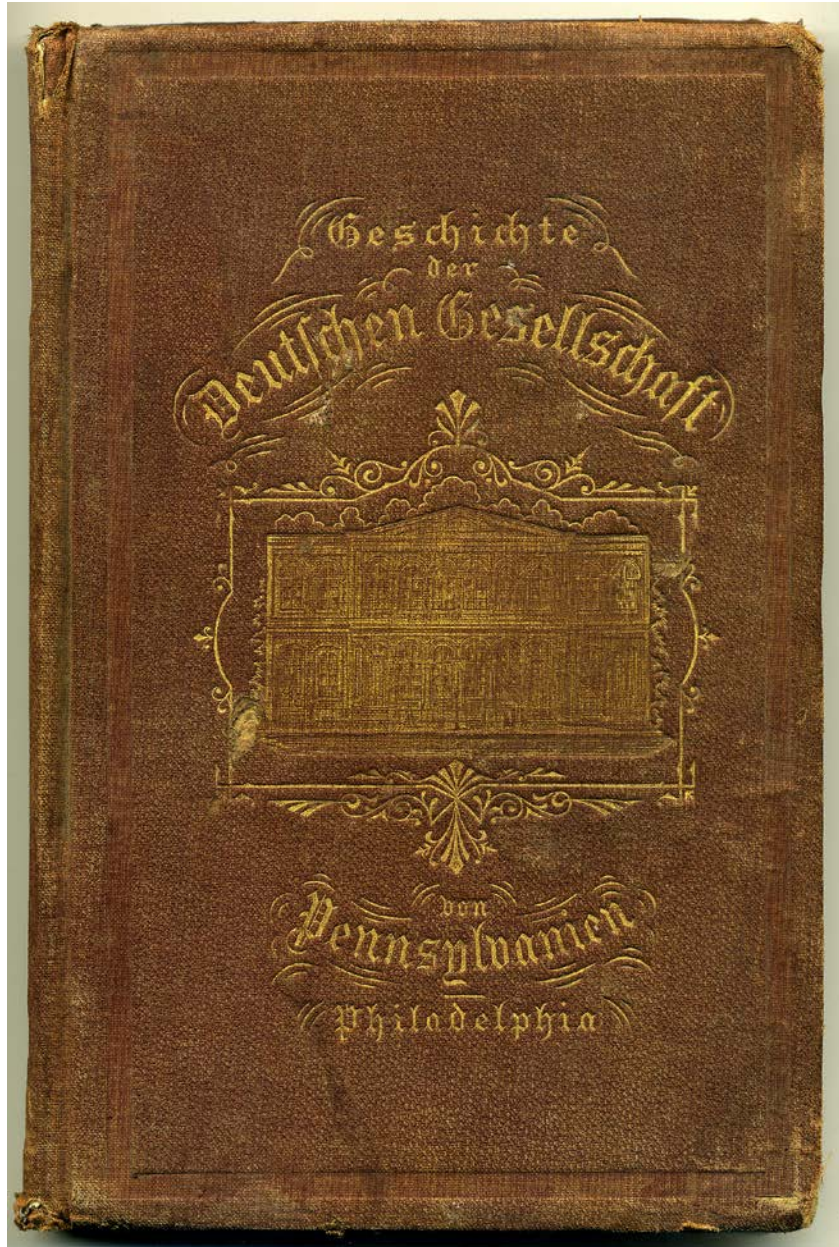 Geschichte
der
Deutschen Gesellschaft
von
Pennsylvanien
Philadelphia